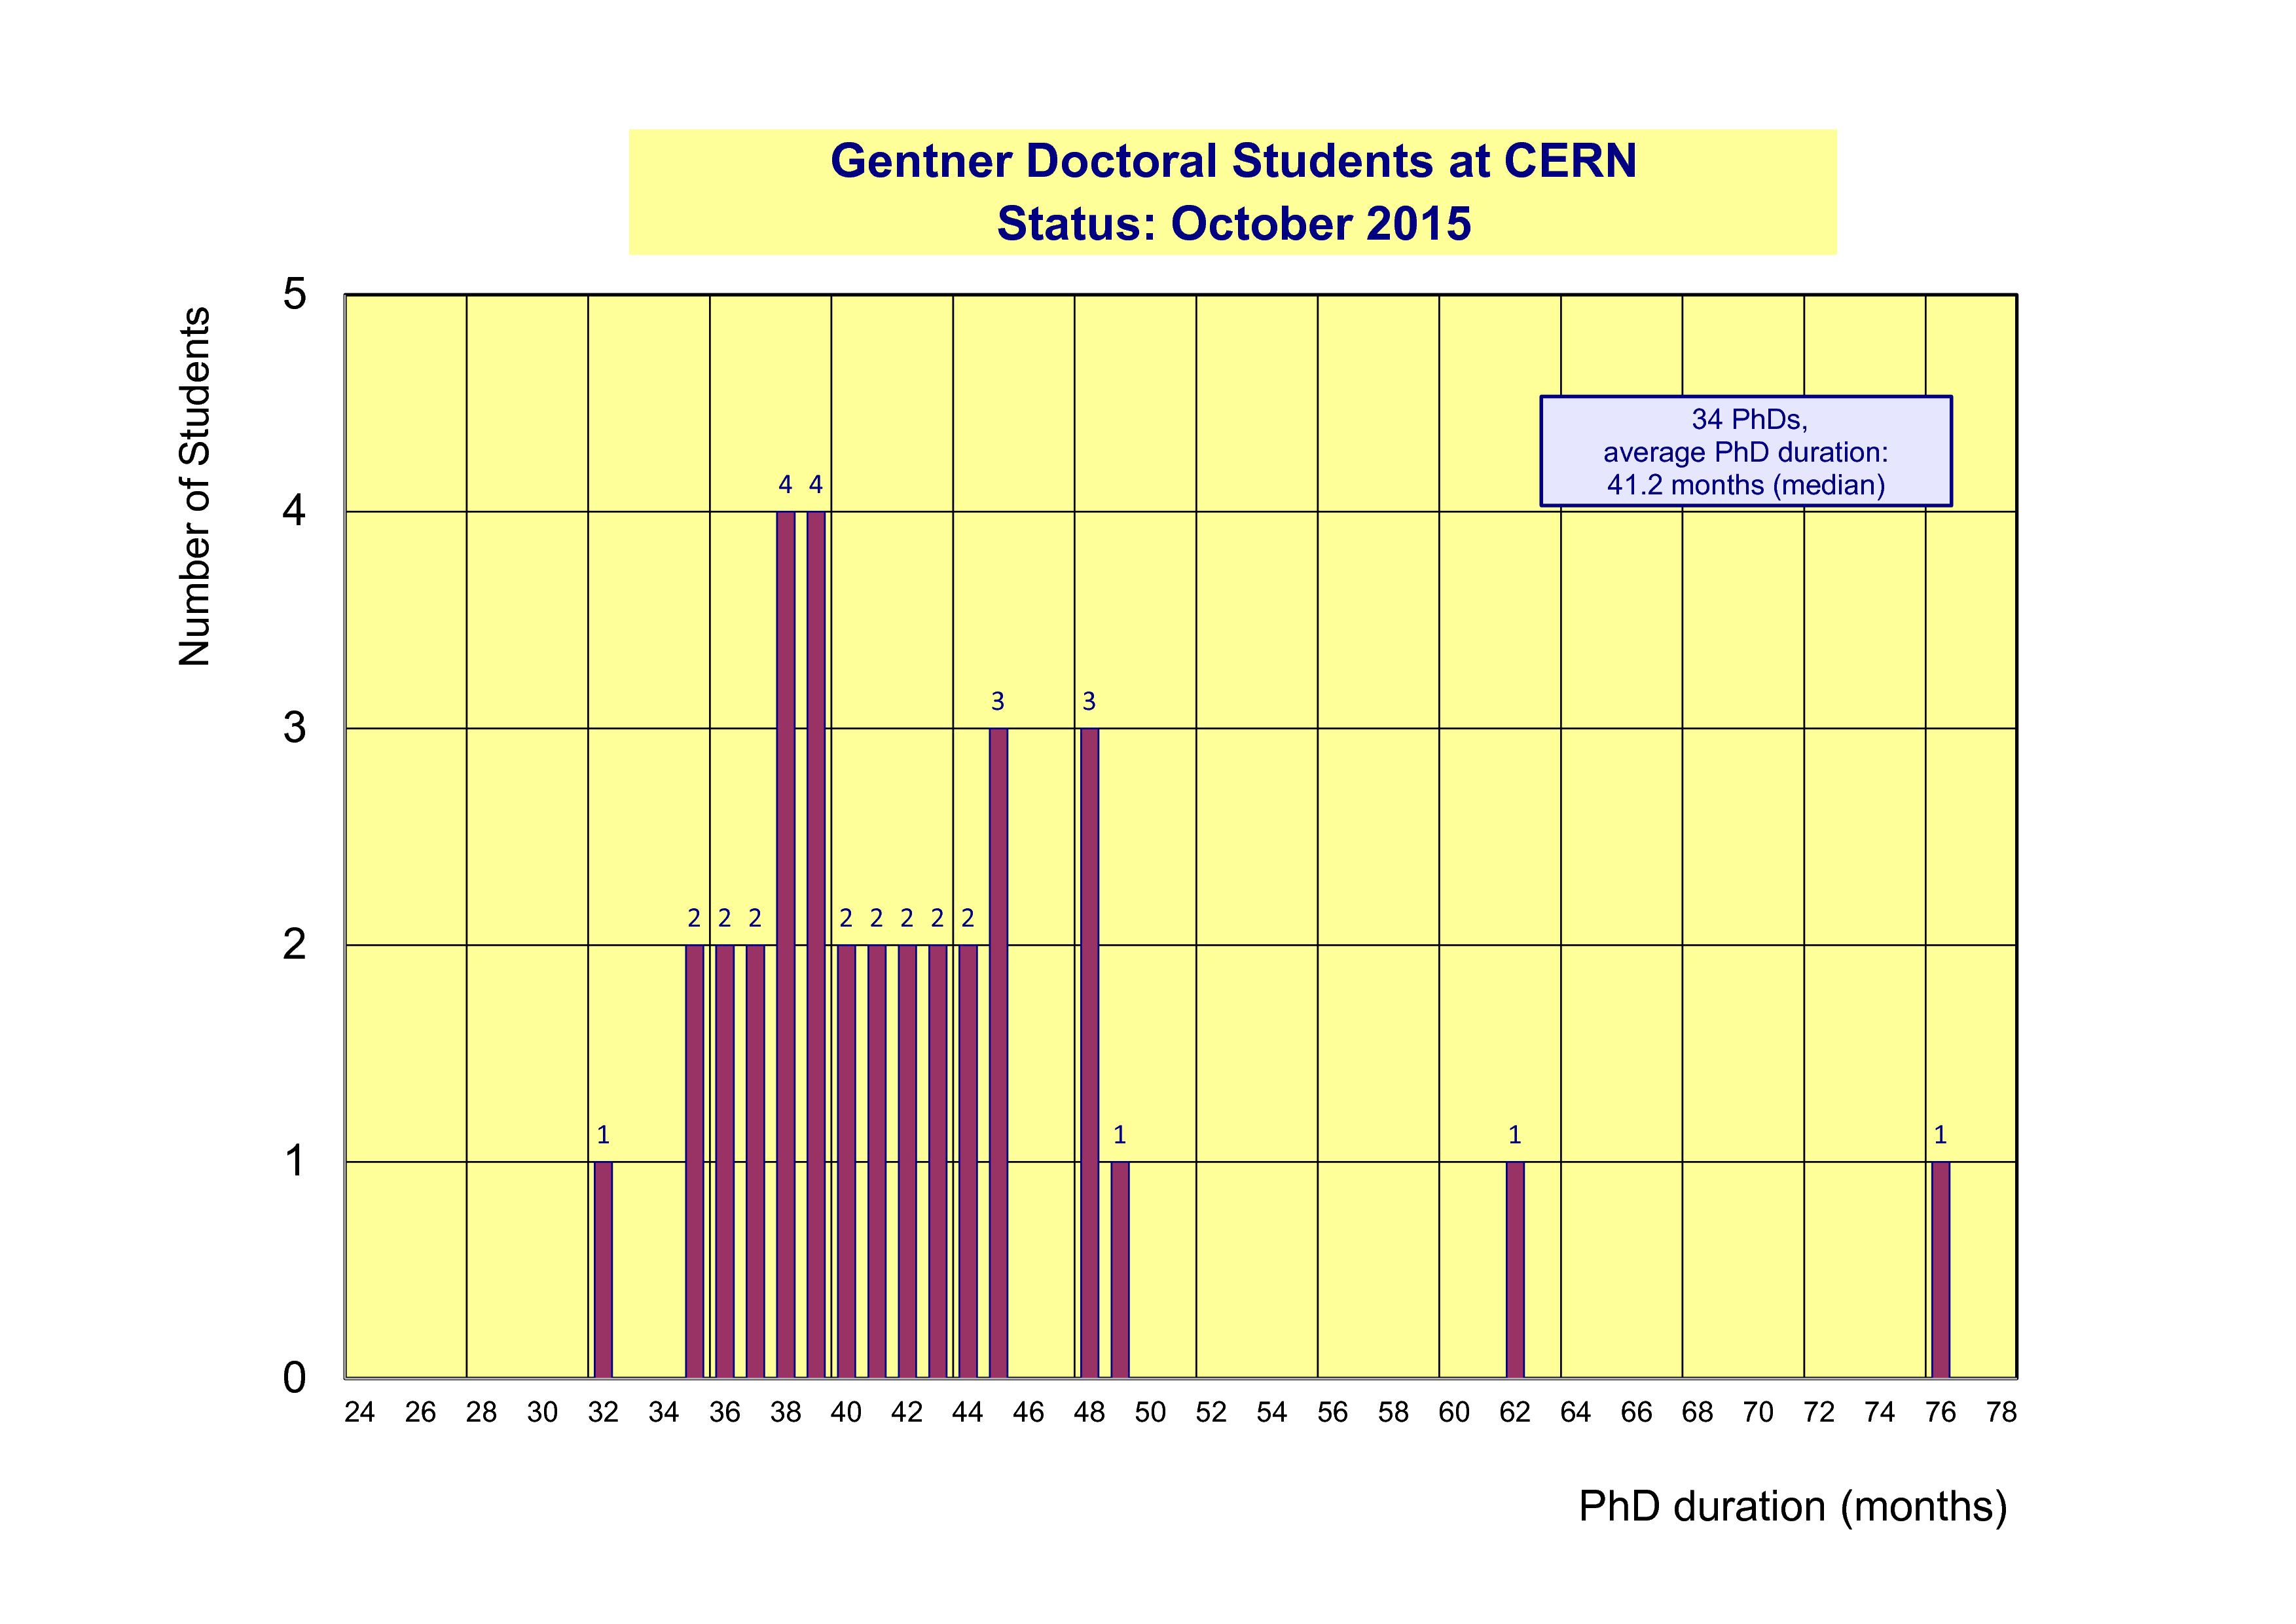 Gentner Doctoral Students at CERN
Status: October 2015
Number of Students
5
4
3
2
1
0
34 PhDs,
average PhD duration:
41.2 months (median)
4 4
3 3
2 2 2 2 2 2 2 2
1 1 1 1
24 26 28 30 32 34 36 38 40 42 44 46 48 50 52 54 56 58 60 62 64 66 68 70 72 74 76 78
PhD duration (months)